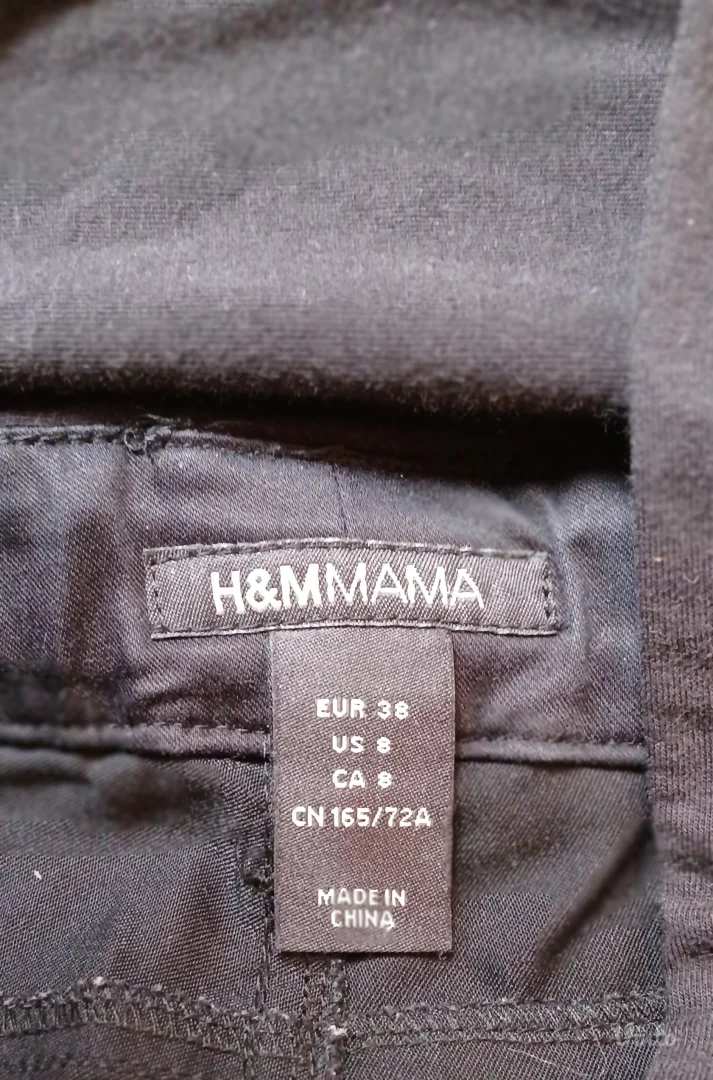 H&MMAMA
EUR 38
US 8
CA 8
CN 165/72A
MADE IN
CHINA